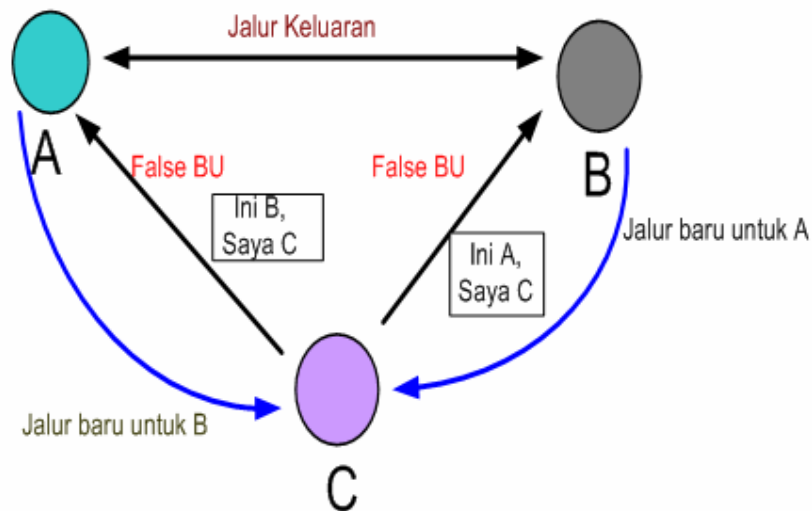 Jalur Keluaran
A
B
False BU
False BU
Ini B,
Saya C
Ini A,
Saya C
Jalur baru untuk A
Jalur baru untuk B
C